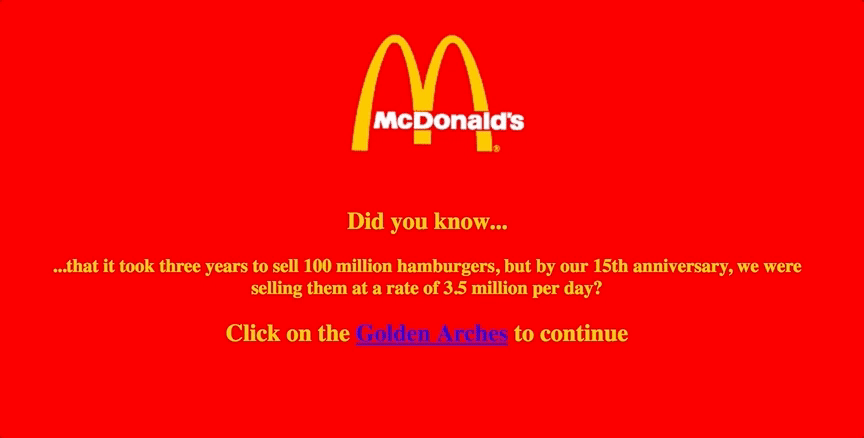 McDonald's
®
Did you know...
...that it took three years to sell 100 million hamburgers, but by our 15th anniversary, we were
selling them at a rate of 3.5 million per day?
Click on the Golden Arches to continue